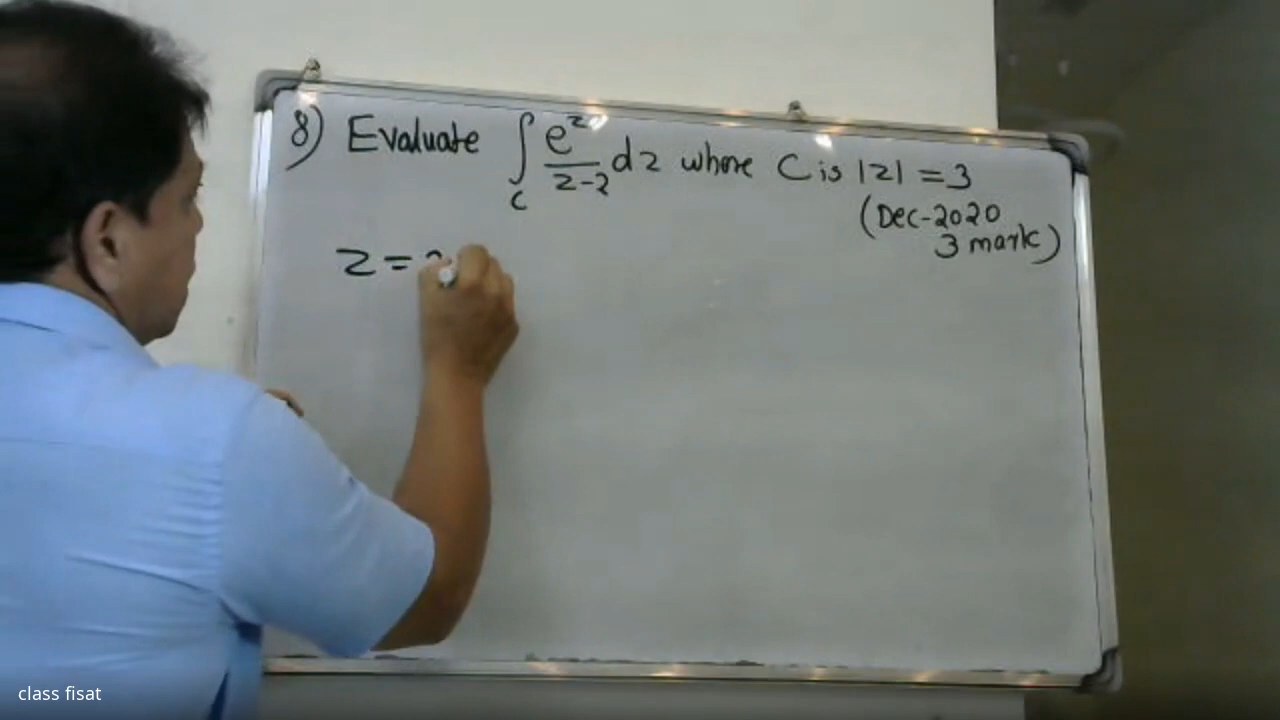 8) Evaluate ∫_C e^z/(z-2) dz where C is |z| = 3
(Dec-2020
3 mark)
z =
class fisat